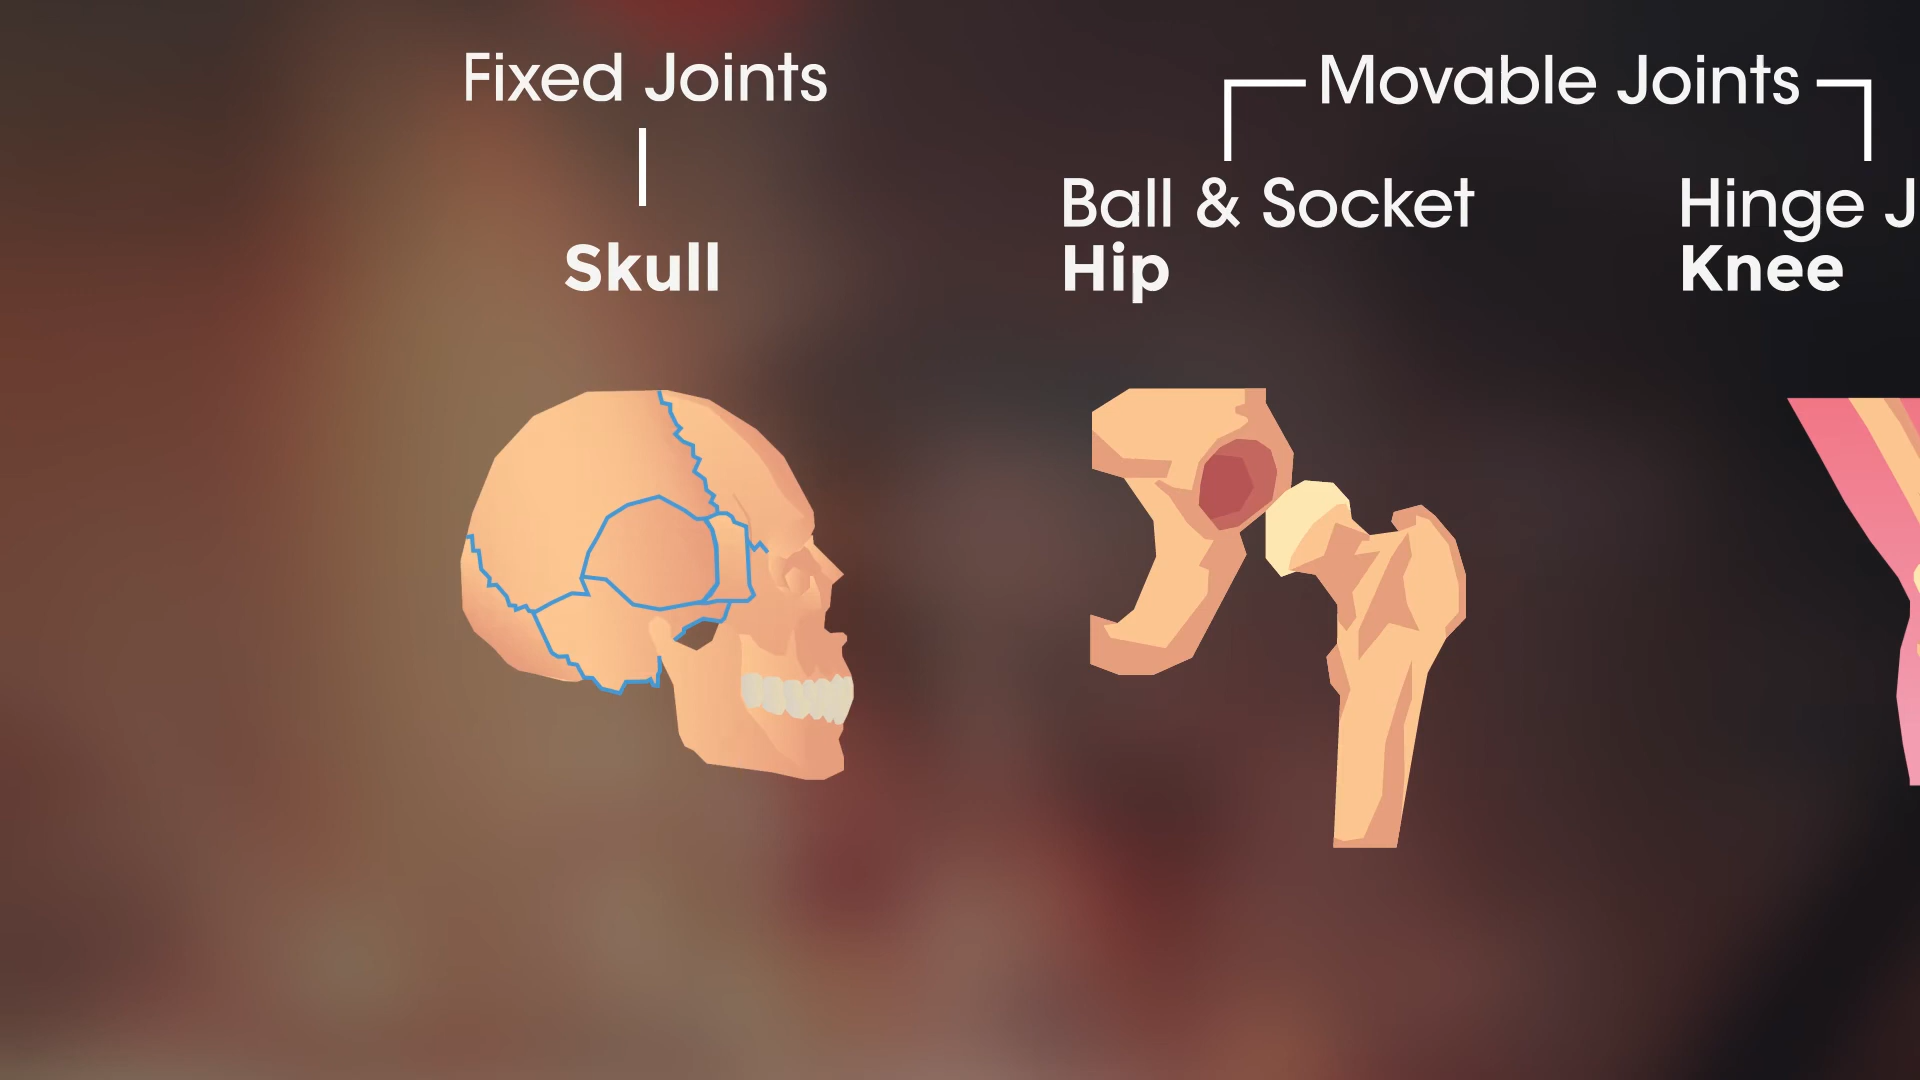 Fixed Joints
Skull
Movable Joints
Ball & Socket
Hip
Hinge J
Knee